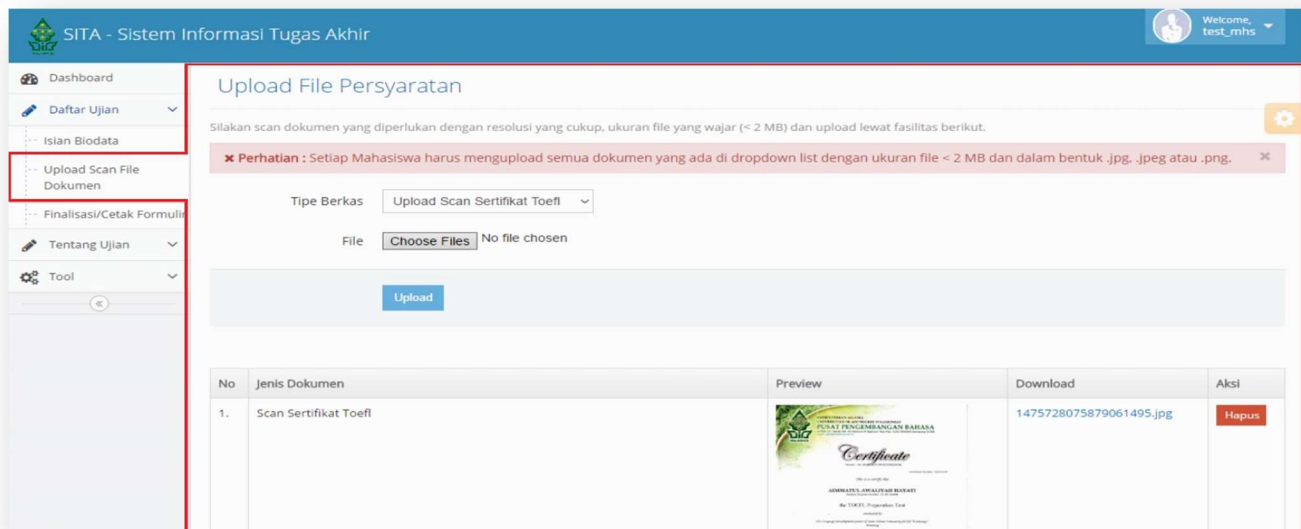 SITA - Sistem Informasi Tugas Akhir
Welcome,
test_mhs
Dashboard
Daftar Ujian
Isian Biodata
Upload Scan File
Dokumen
Finalisasi/Cetak Formulir
Tentang Ujian
Tool
Upload File Persyaratan
Silakan scan dokumen yang diperlukan dengan resolusi yang cukup, ukuran file yang wajar (< 2 MB) dan upload lewat fasilitas berikut.
Perhatian : Setiap Mahasiswa harus mengupload semua dokumen yang ada di dropdown list dengan ukuran file < 2 MB dan dalam bentuk .jpg, .jpeg atau .png.
Tipe Berkas Upload Scan Sertifikat Toefl
File Choose Files No file chosen
Upload
No Jenis Dokumen Preview Download Aksi
1. Scan Sertifikat Toefl 1475728075879061495.jpg Hapus
PUSAT PENGEMBANGAN BAHASA
Certificate